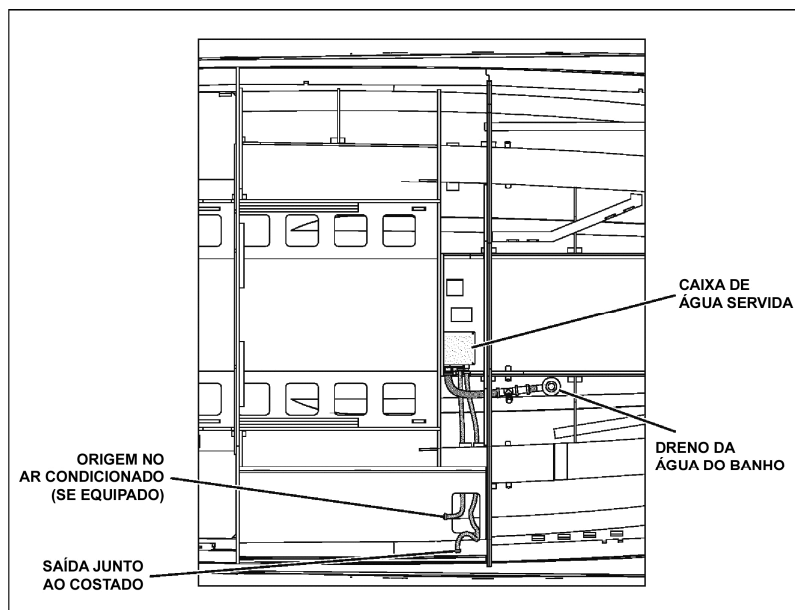 CAIXA DE
ÁGUA SERVIDA
DRENO DA
ÁGUA DO BANHO
ORIGEM NO
AR CONDICIONADO
(SE EQUIPADO)
SAÍDA JUNTO
AO COSTADO